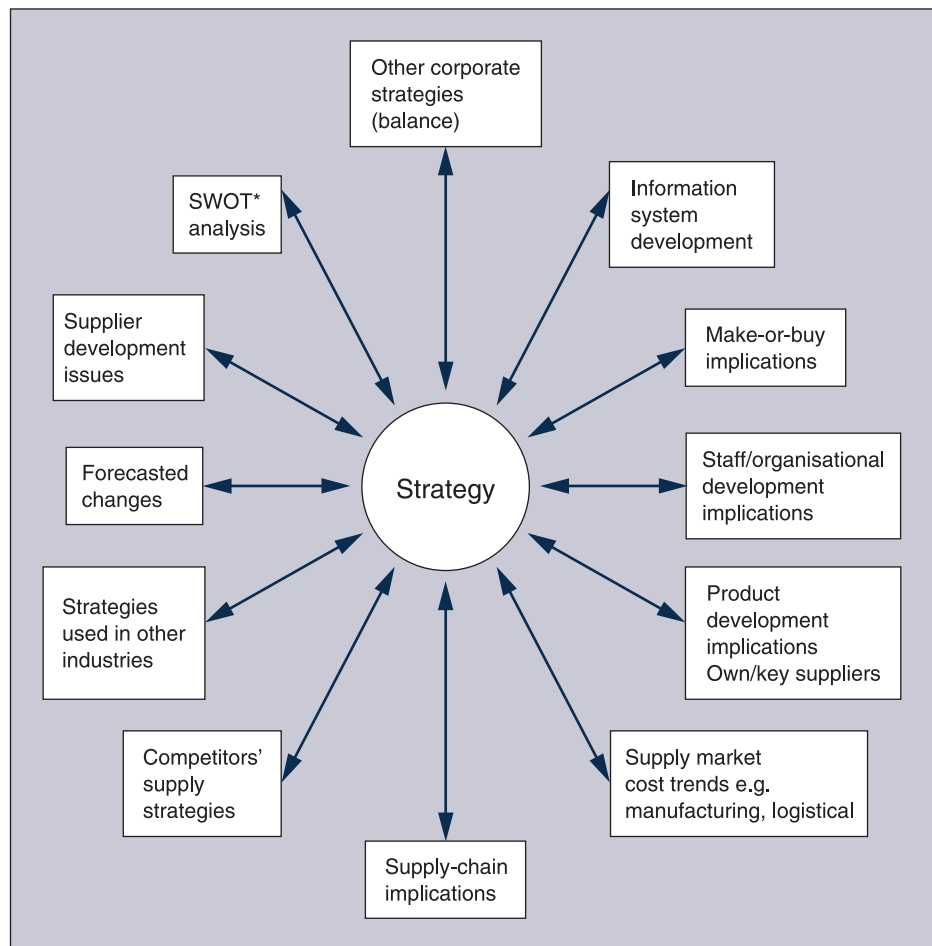 Other corporate
strategies
(balance)
SWOT*
analysis
Information
system
development
Supplier
development
issues
Make-or-buy
implications
Forecasted
changes
Strategy
Staff/organisational
development
implications
Strategies
used in other
industries
Product
development
implications
Own/key suppliers
Competitors'
supply
strategies
Supply market
cost trends e.g.
manufacturing, logistical
Supply-chain
implications